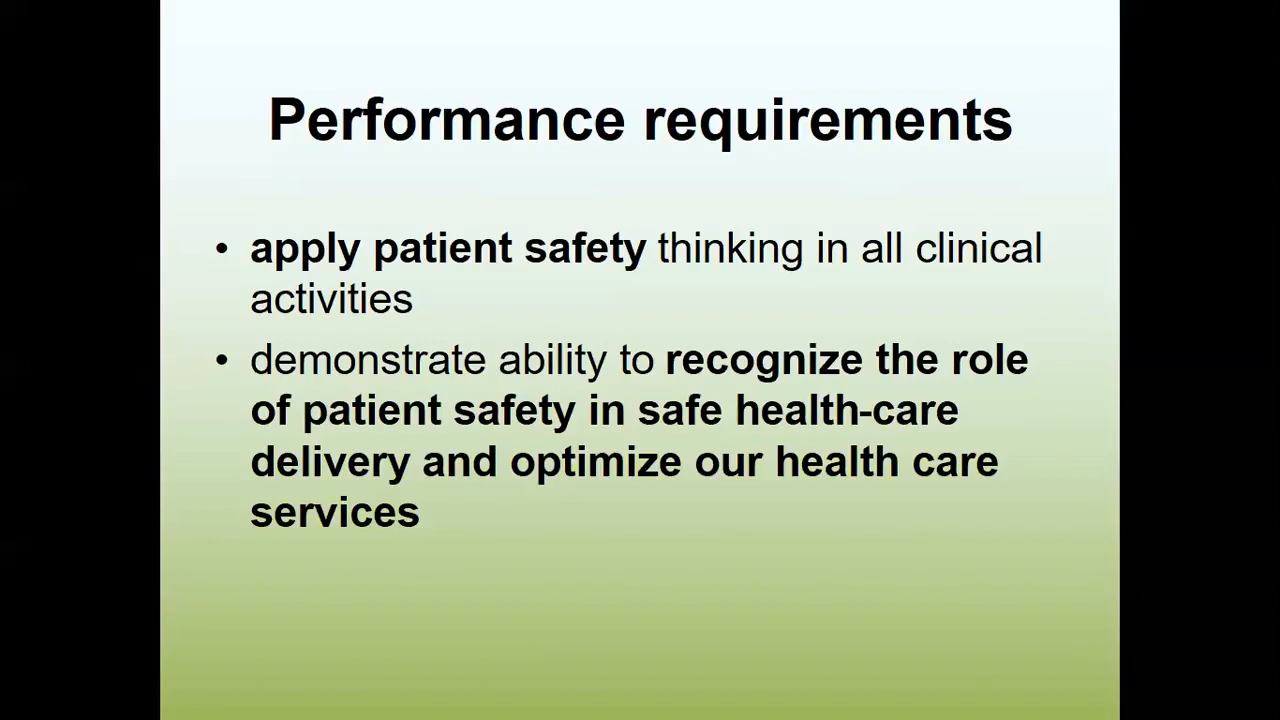 Performance requirements
• apply patient safety thinking in all clinical
activities
• demonstrate ability to recognize the role
of patient safety in safe health-care
delivery and optimize our health care
services